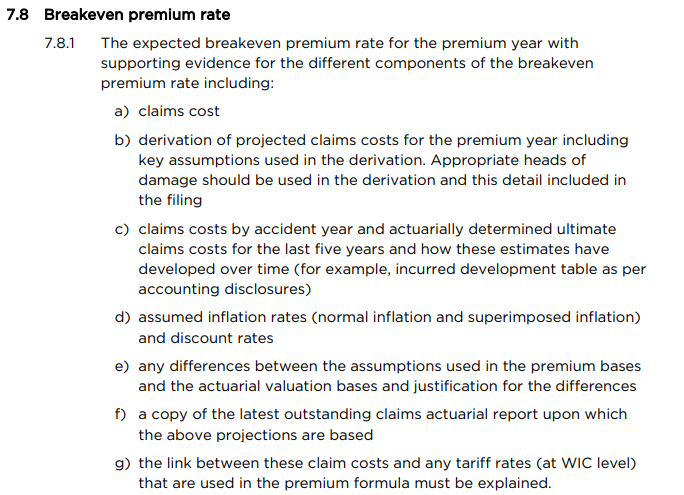 7.8 Breakeven premium rate
7.8.1 The expected breakeven premium rate for the premium year with
supporting evidence for the different components of the breakeven
premium rate including:
a) claims cost
b) derivation of projected claims costs for the premium year including
key assumptions used in the derivation. Appropriate heads of
damage should be used in the derivation and this detail included in
the filing
c) claims costs by accident year and actuarially determined ultimate
claims costs for the last five years and how these estimates have
developed over time (for example, incurred development table as per
accounting disclosures)
d) assumed inflation rates (normal inflation and superimposed inflation)
and discount rates
e) any differences between the assumptions used in the premium bases
and the actuarial valuation bases and justification for the differences
f) a copy of the latest outstanding claims actuarial report upon which
the above projections are based
g) the link between these claim costs and any tariff rates (at WIC level)
that are used in the premium formula must be explained.